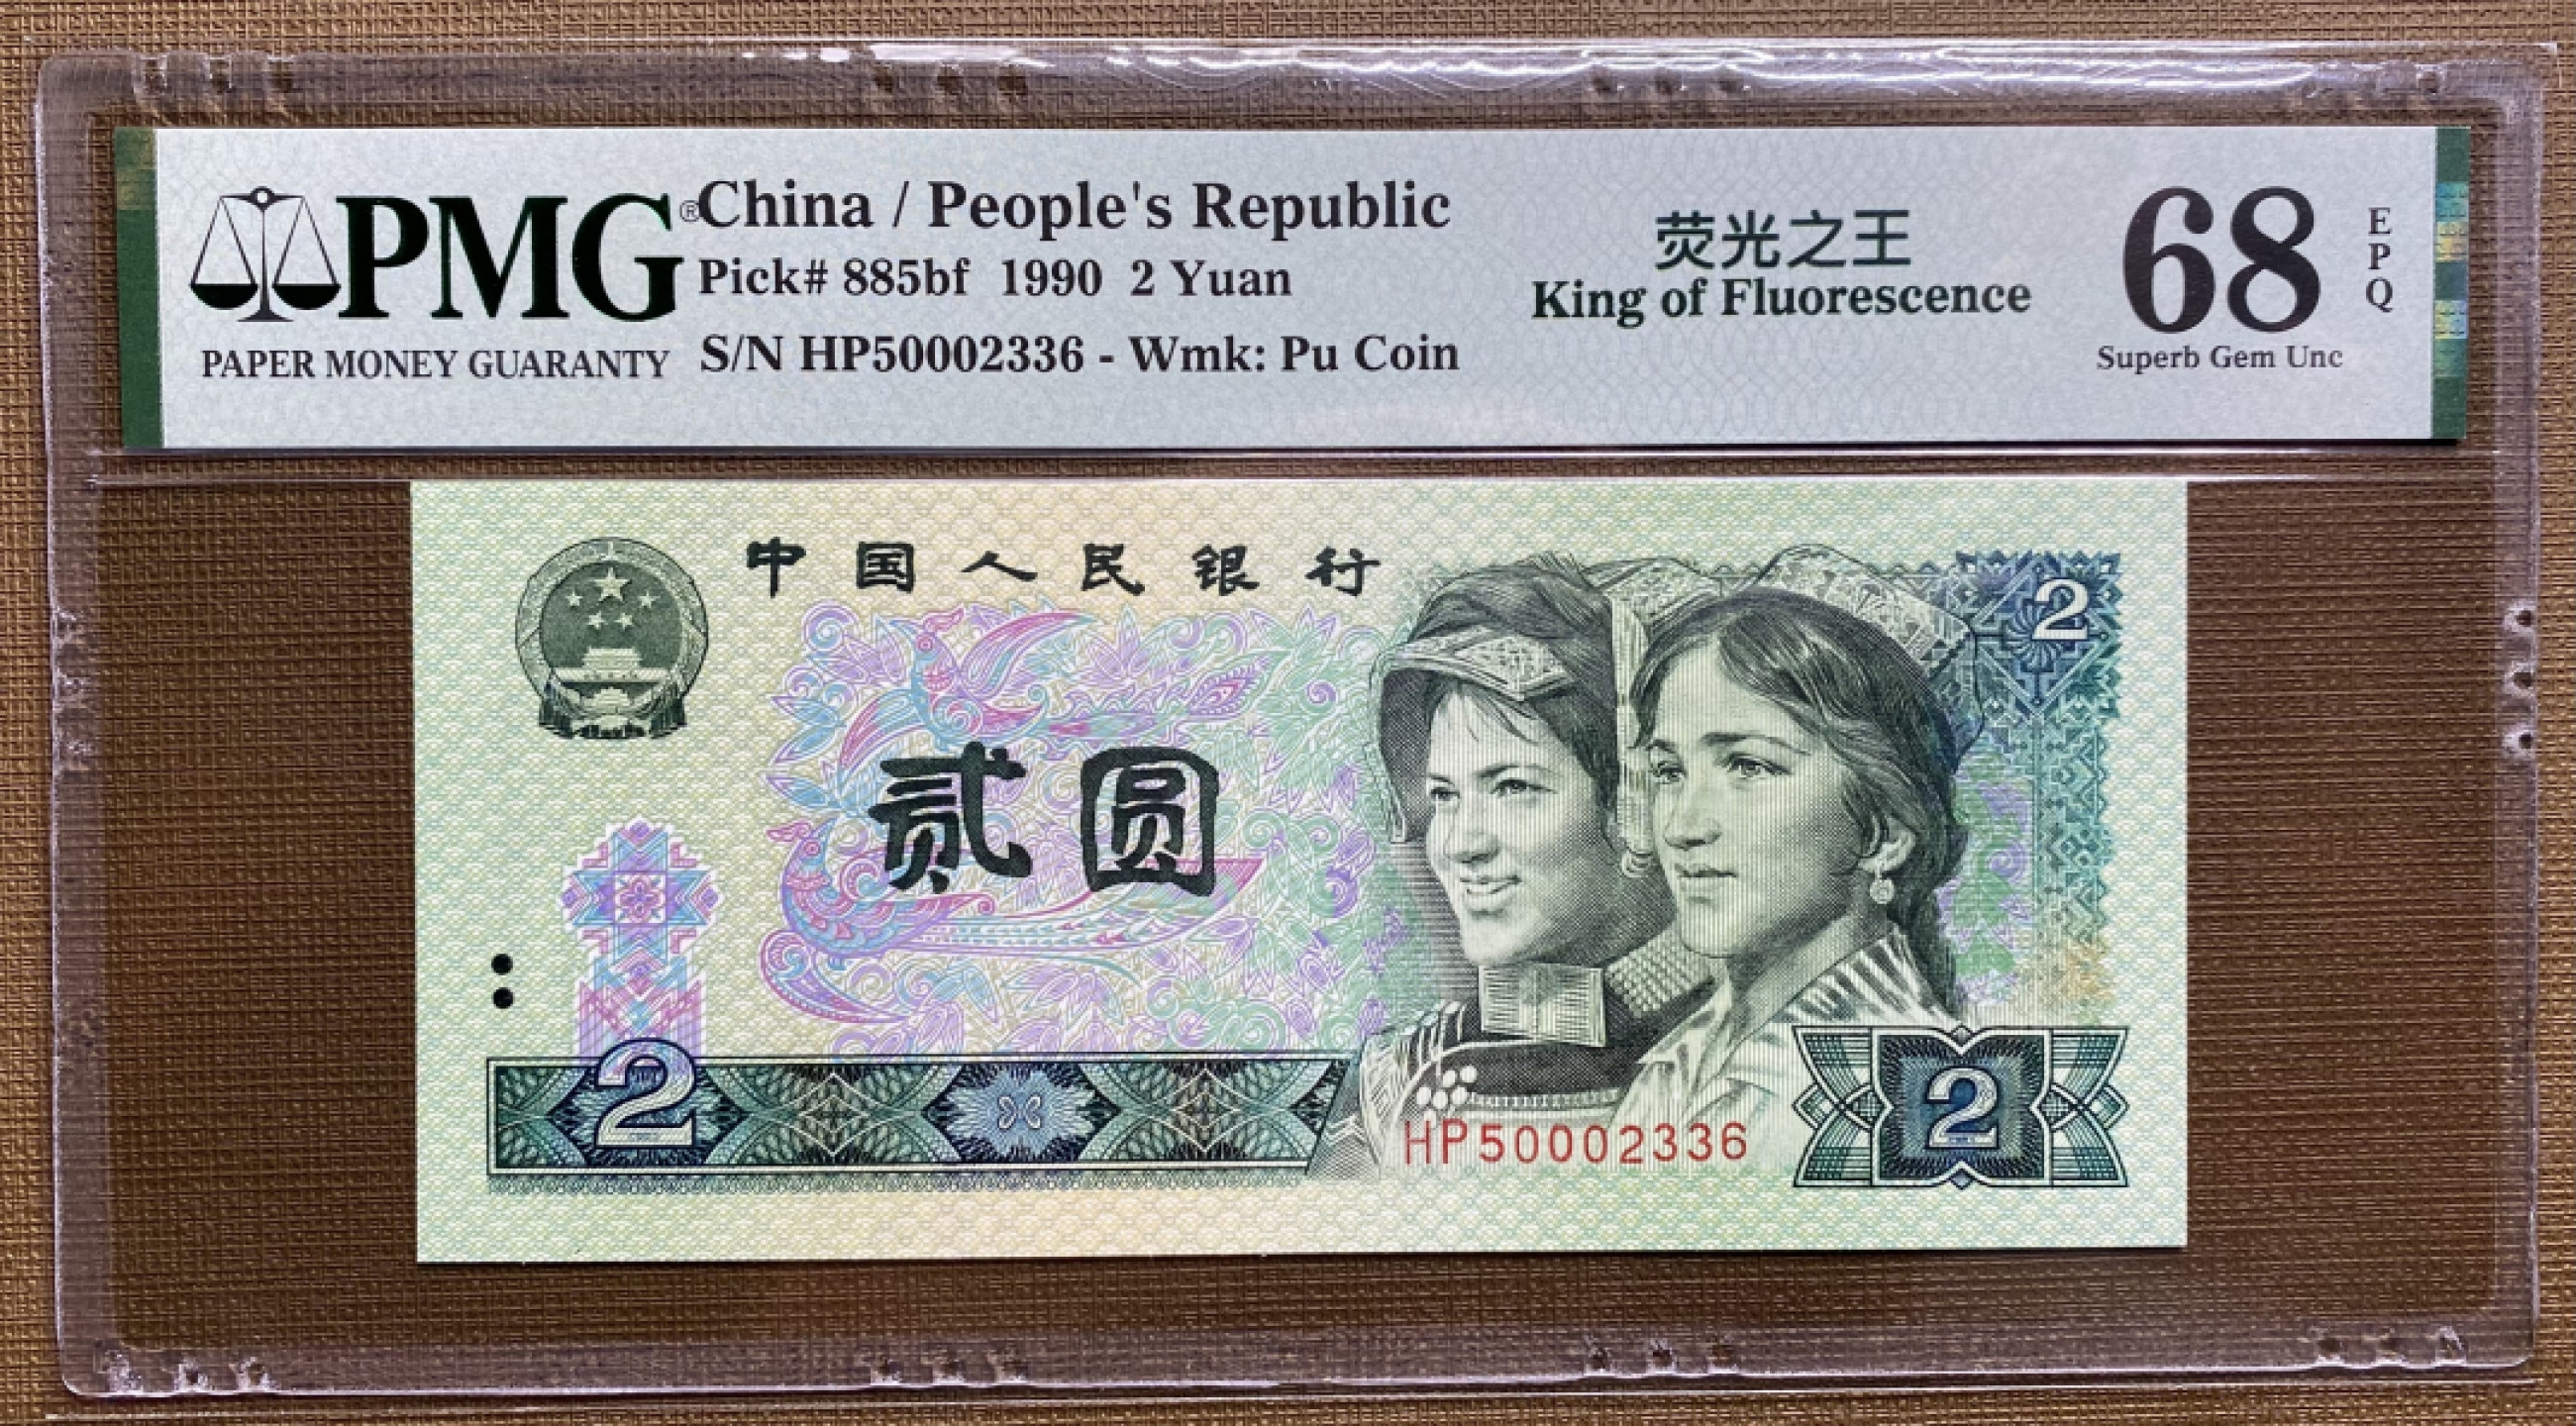 PMG®
PAPER MONEY GUARANTY
China / People's Republic
Pick# 885bf 1990 2 Yuan
S/N HP50002336 - Wmk: Pu Coin
荧光之王
King of Fluorescence
68
EPQ
Superb Gem Unc
中国人民银行
2
贰圆
2
HP50002336
2